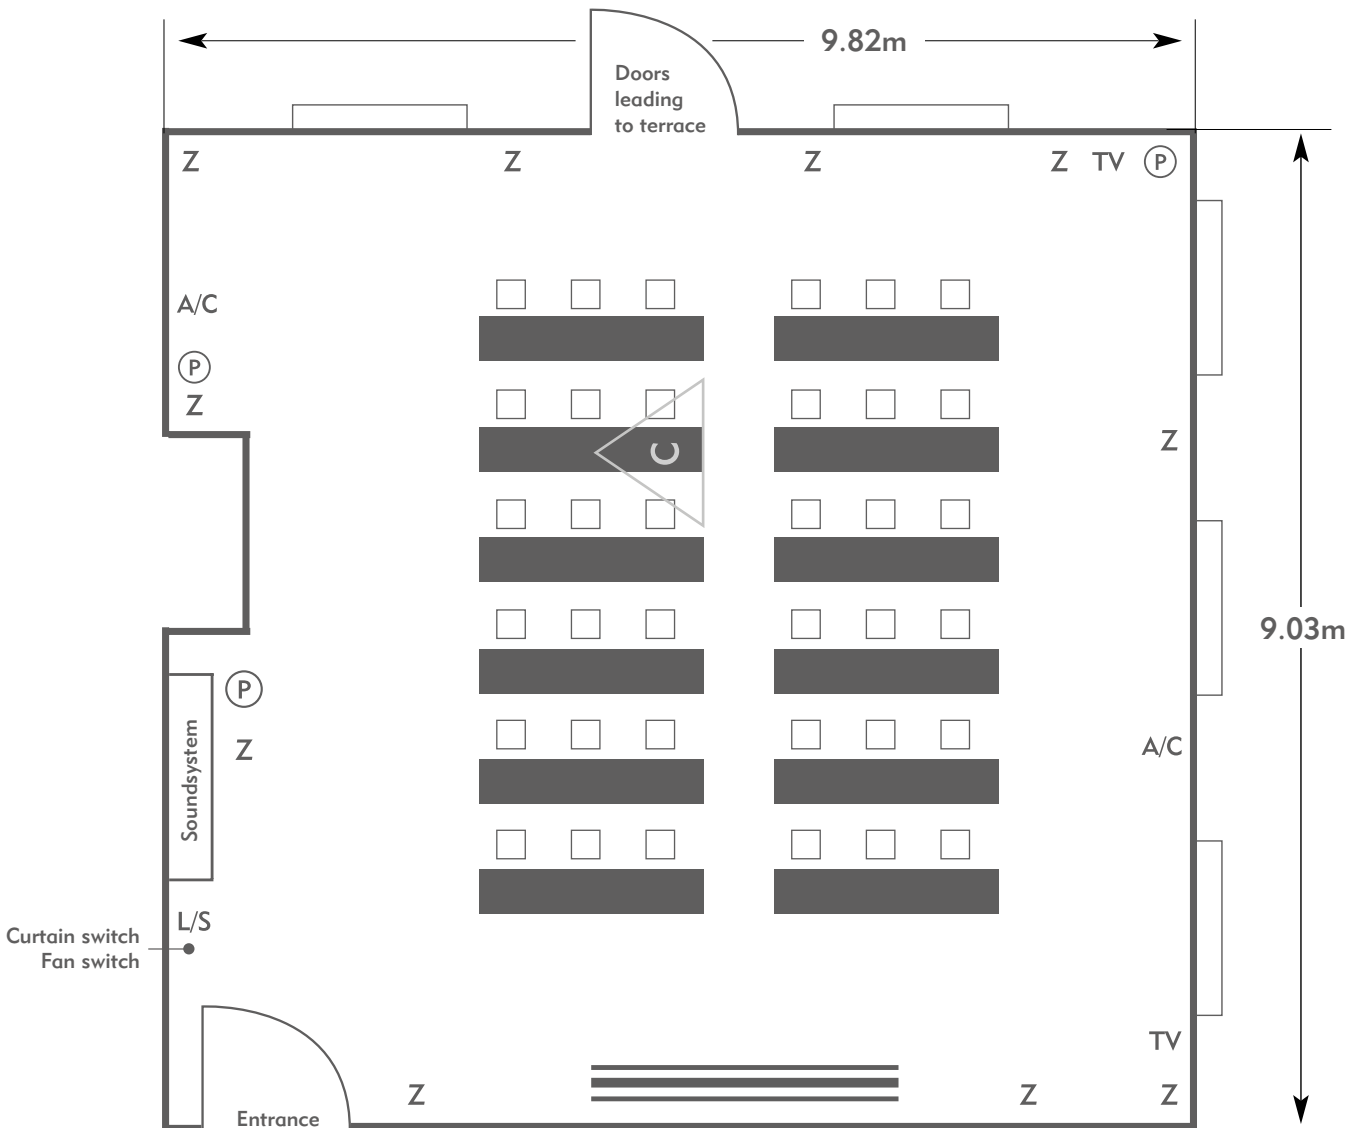 9.82m
Doors
leading
to terrace
Z
Z
Z
Z
TV
P
A/C
P
Z
C
Z
9.03m
P
Z
Soundsystem
A/C
L/S
Curtain switch
Fan switch
TV
Z
Z
Z
Entrance